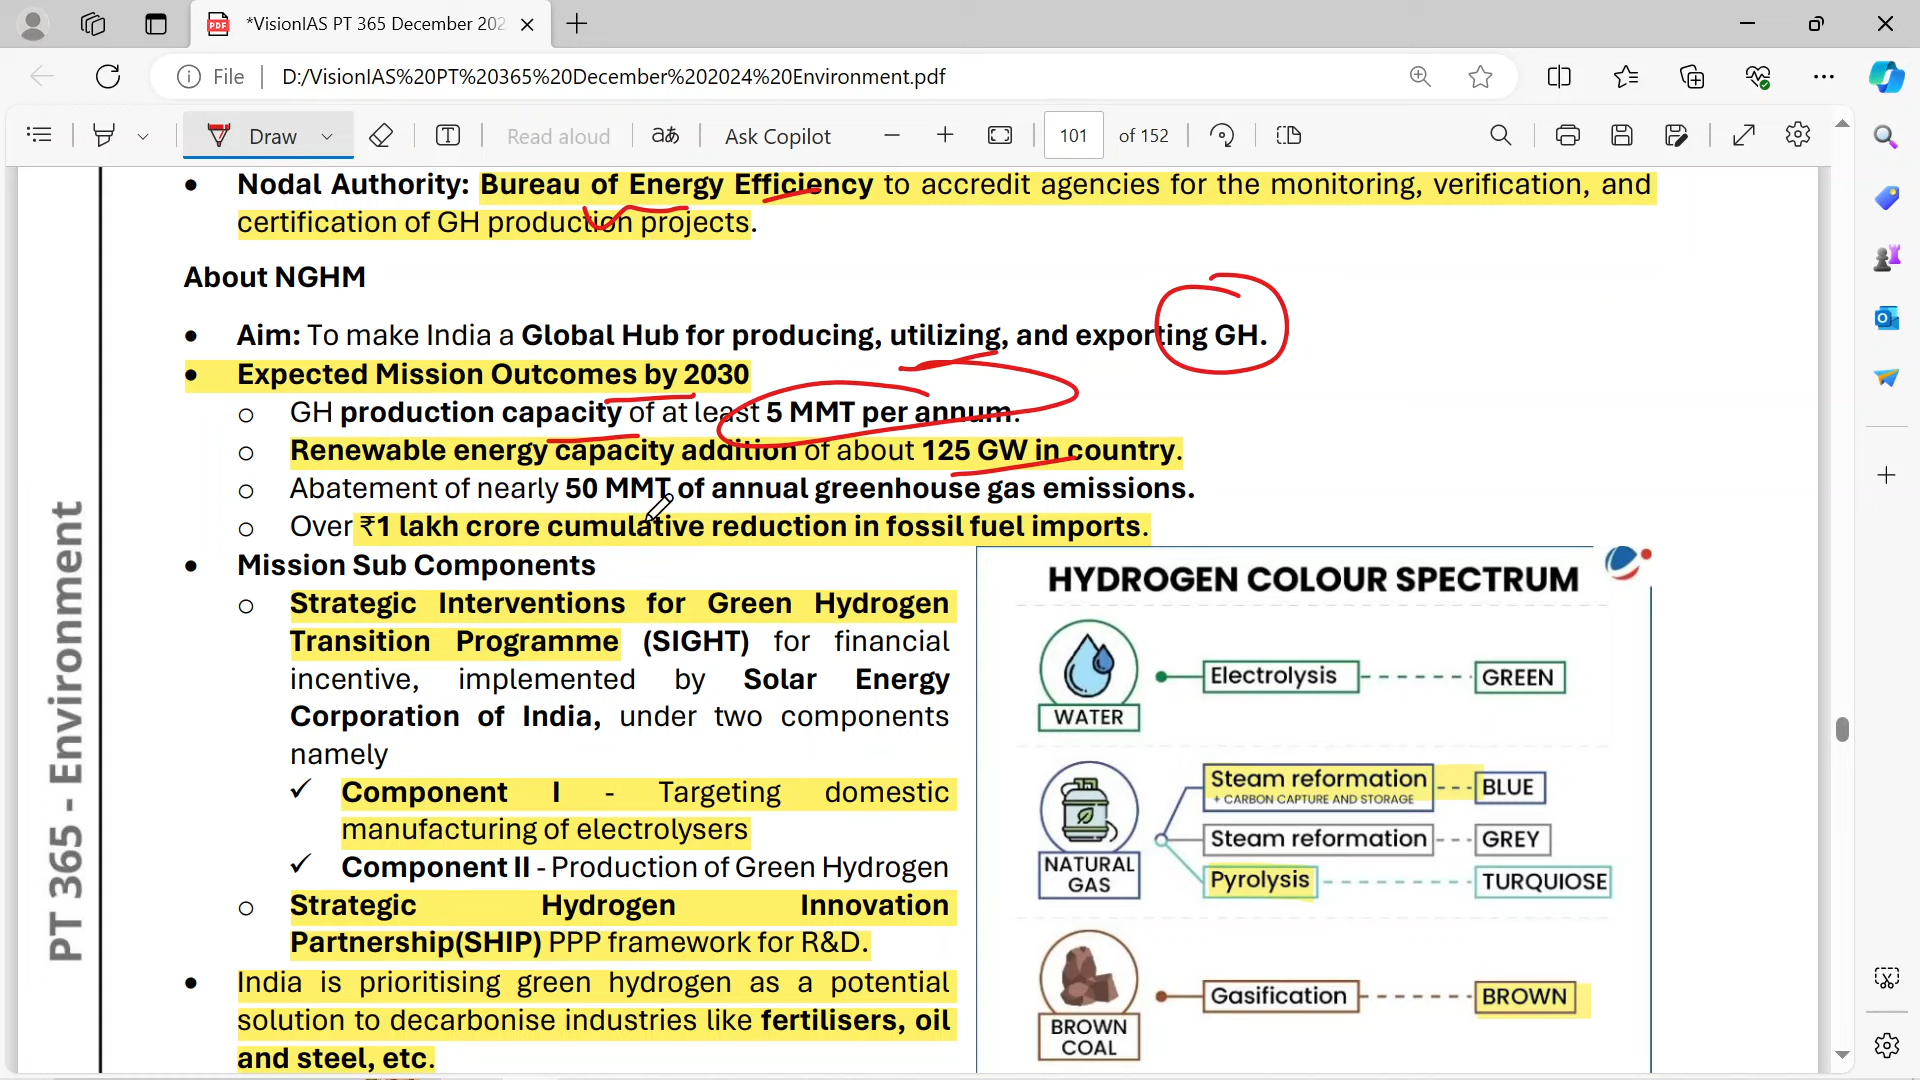 *VisionIAS PT 365 December 202
File
D:/VisionIAS%20PT%20365%20December%202024%20Environment.pdf
Draw
Read aloud
Ask Copilot
101 of 152
• Nodal Authority: Bureau of Energy Efficiency to accredit agencies for the monitoring, verification, and
certification of GH production projects.
About NGHM
• Aim: To make India a Global Hub for producing, utilizing, and exporting GH.
• Expected Mission Outcomes by 2030
o GH production capacity of at least 5 MMT per annum.
o Renewable energy capacity addition of about 125 GW in country.
o Abatement of nearly 50 MMT of annual greenhouse gas emissions.
o Over ₹1 lakh crore cumulative reduction in fossil fuel imports.
• Mission Sub Components
o Strategic Interventions for Green Hydrogen
Transition Programme (SIGHT) for financial
incentive, implemented by Solar Energy
Corporation of India, under two components
namely
✓ Component I - Targeting domestic
manufacturing of electrolysers
✓ Component II - Production of Green Hydrogen
o Strategic Hydrogen Innovation
Partnership(SHIP) PPP framework for R&D.
• India is prioritising green hydrogen as a potential
solution to decarbonise industries like fertilisers, oil
and steel, etc.
HYDROGEN COLOUR SPECTRUM
WATER
Electrolysis
GREEN
NATURAL
GAS
Steam reformation
+ CARBON CAPTURE AND STORAGE
BLUE
Steam reformation
GREY
Pyrolysis
TURQUIOSE
BROWN
COAL
Gasification
BROWN
PT 365 - Environment